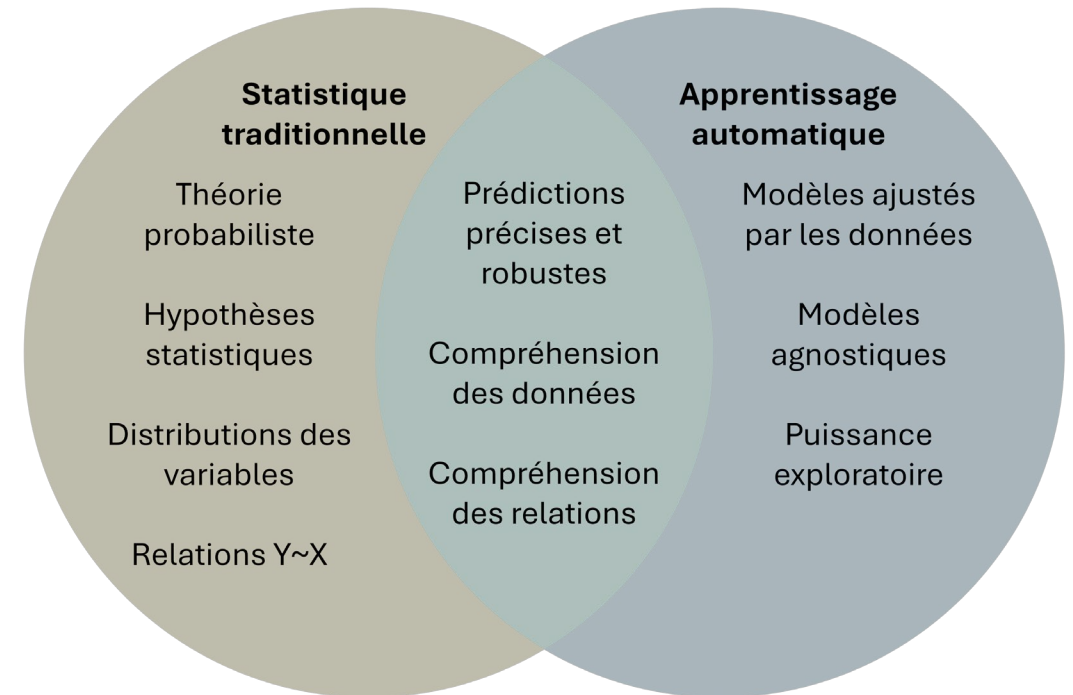 Statistique
traditionnelle
Théorie
probabiliste
Hypothèses
statistiques
Distributions des
variables
Relations Y~X
Prédictions
précises et
robustes
Compréhension
des données
Compréhension
des relations
Apprentissage
automatique
Modèles ajustés
par les données
Modèles
agnostiques
Puissance
exploratoire